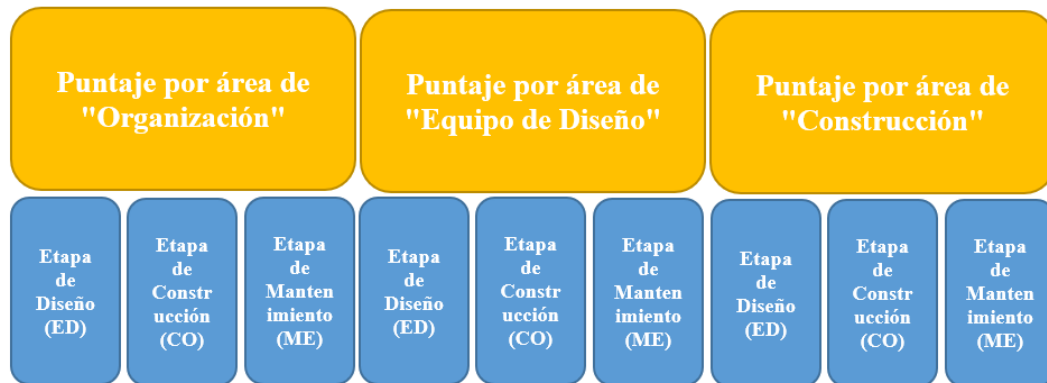 Puntaje por área de
"Organización"
Puntaje por área de
"Equipo de Diseño"
Puntaje por área de
"Construcción"
Etapa
de
Diseño
(ED)
Etapa
de
Constr
ucción
(CO)
Etapa
de
Manten
imiento
(ME)
Etapa
de
Diseño
(ED)
Etapa
de
Constr
ucción
(CO)
Etapa
de
Manten
imiento
(ME)
Etapa
de
Diseño
(ED)
Etapa
de
Constr
ucción
(CO)
Etapa
de
Manten
imiento
(ME)